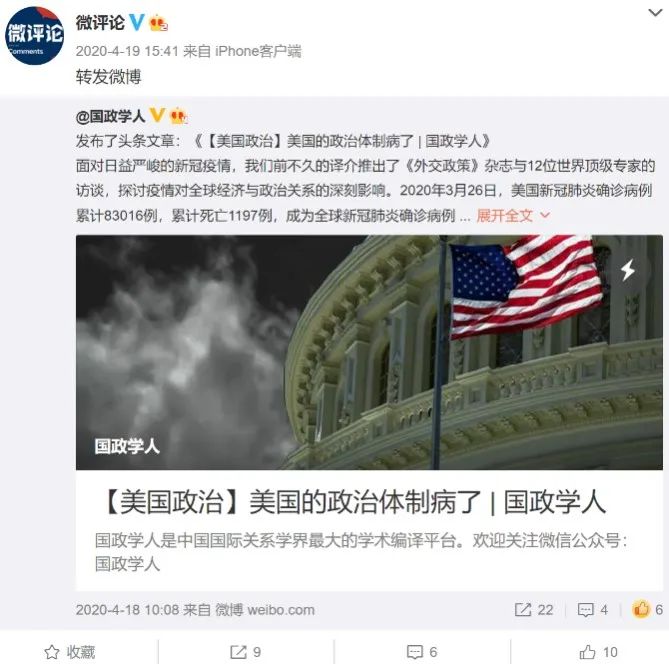 微评论
Comments
微评论
2020-4-19 15:41 来自 iPhone客户端
转发微博
@国政学人
发布了头条文章：《【美国政治】美国的政治体制病了 | 国政学人》
面对日益严峻的新冠疫情，我们前不久的译介推出了《外交政策》杂志与12位世界顶级专家的
访谈，探讨疫情对全球经济与政治关系的深刻影响。2020年3月26日，美国新冠肺炎确诊病例
累计83016例，累计死亡1197例，成为全球新冠肺炎确诊病例 ... 展开全文
国政学人
【美国政治】美国的政治体制病了 | 国政学人
国政学人是中国国际关系学界最大的学术编译平台。欢迎关注微信公众号：
国政学人
2020-4-18 10:08 来自 微博 weibo.com 22 4 6
收藏 9 6 10